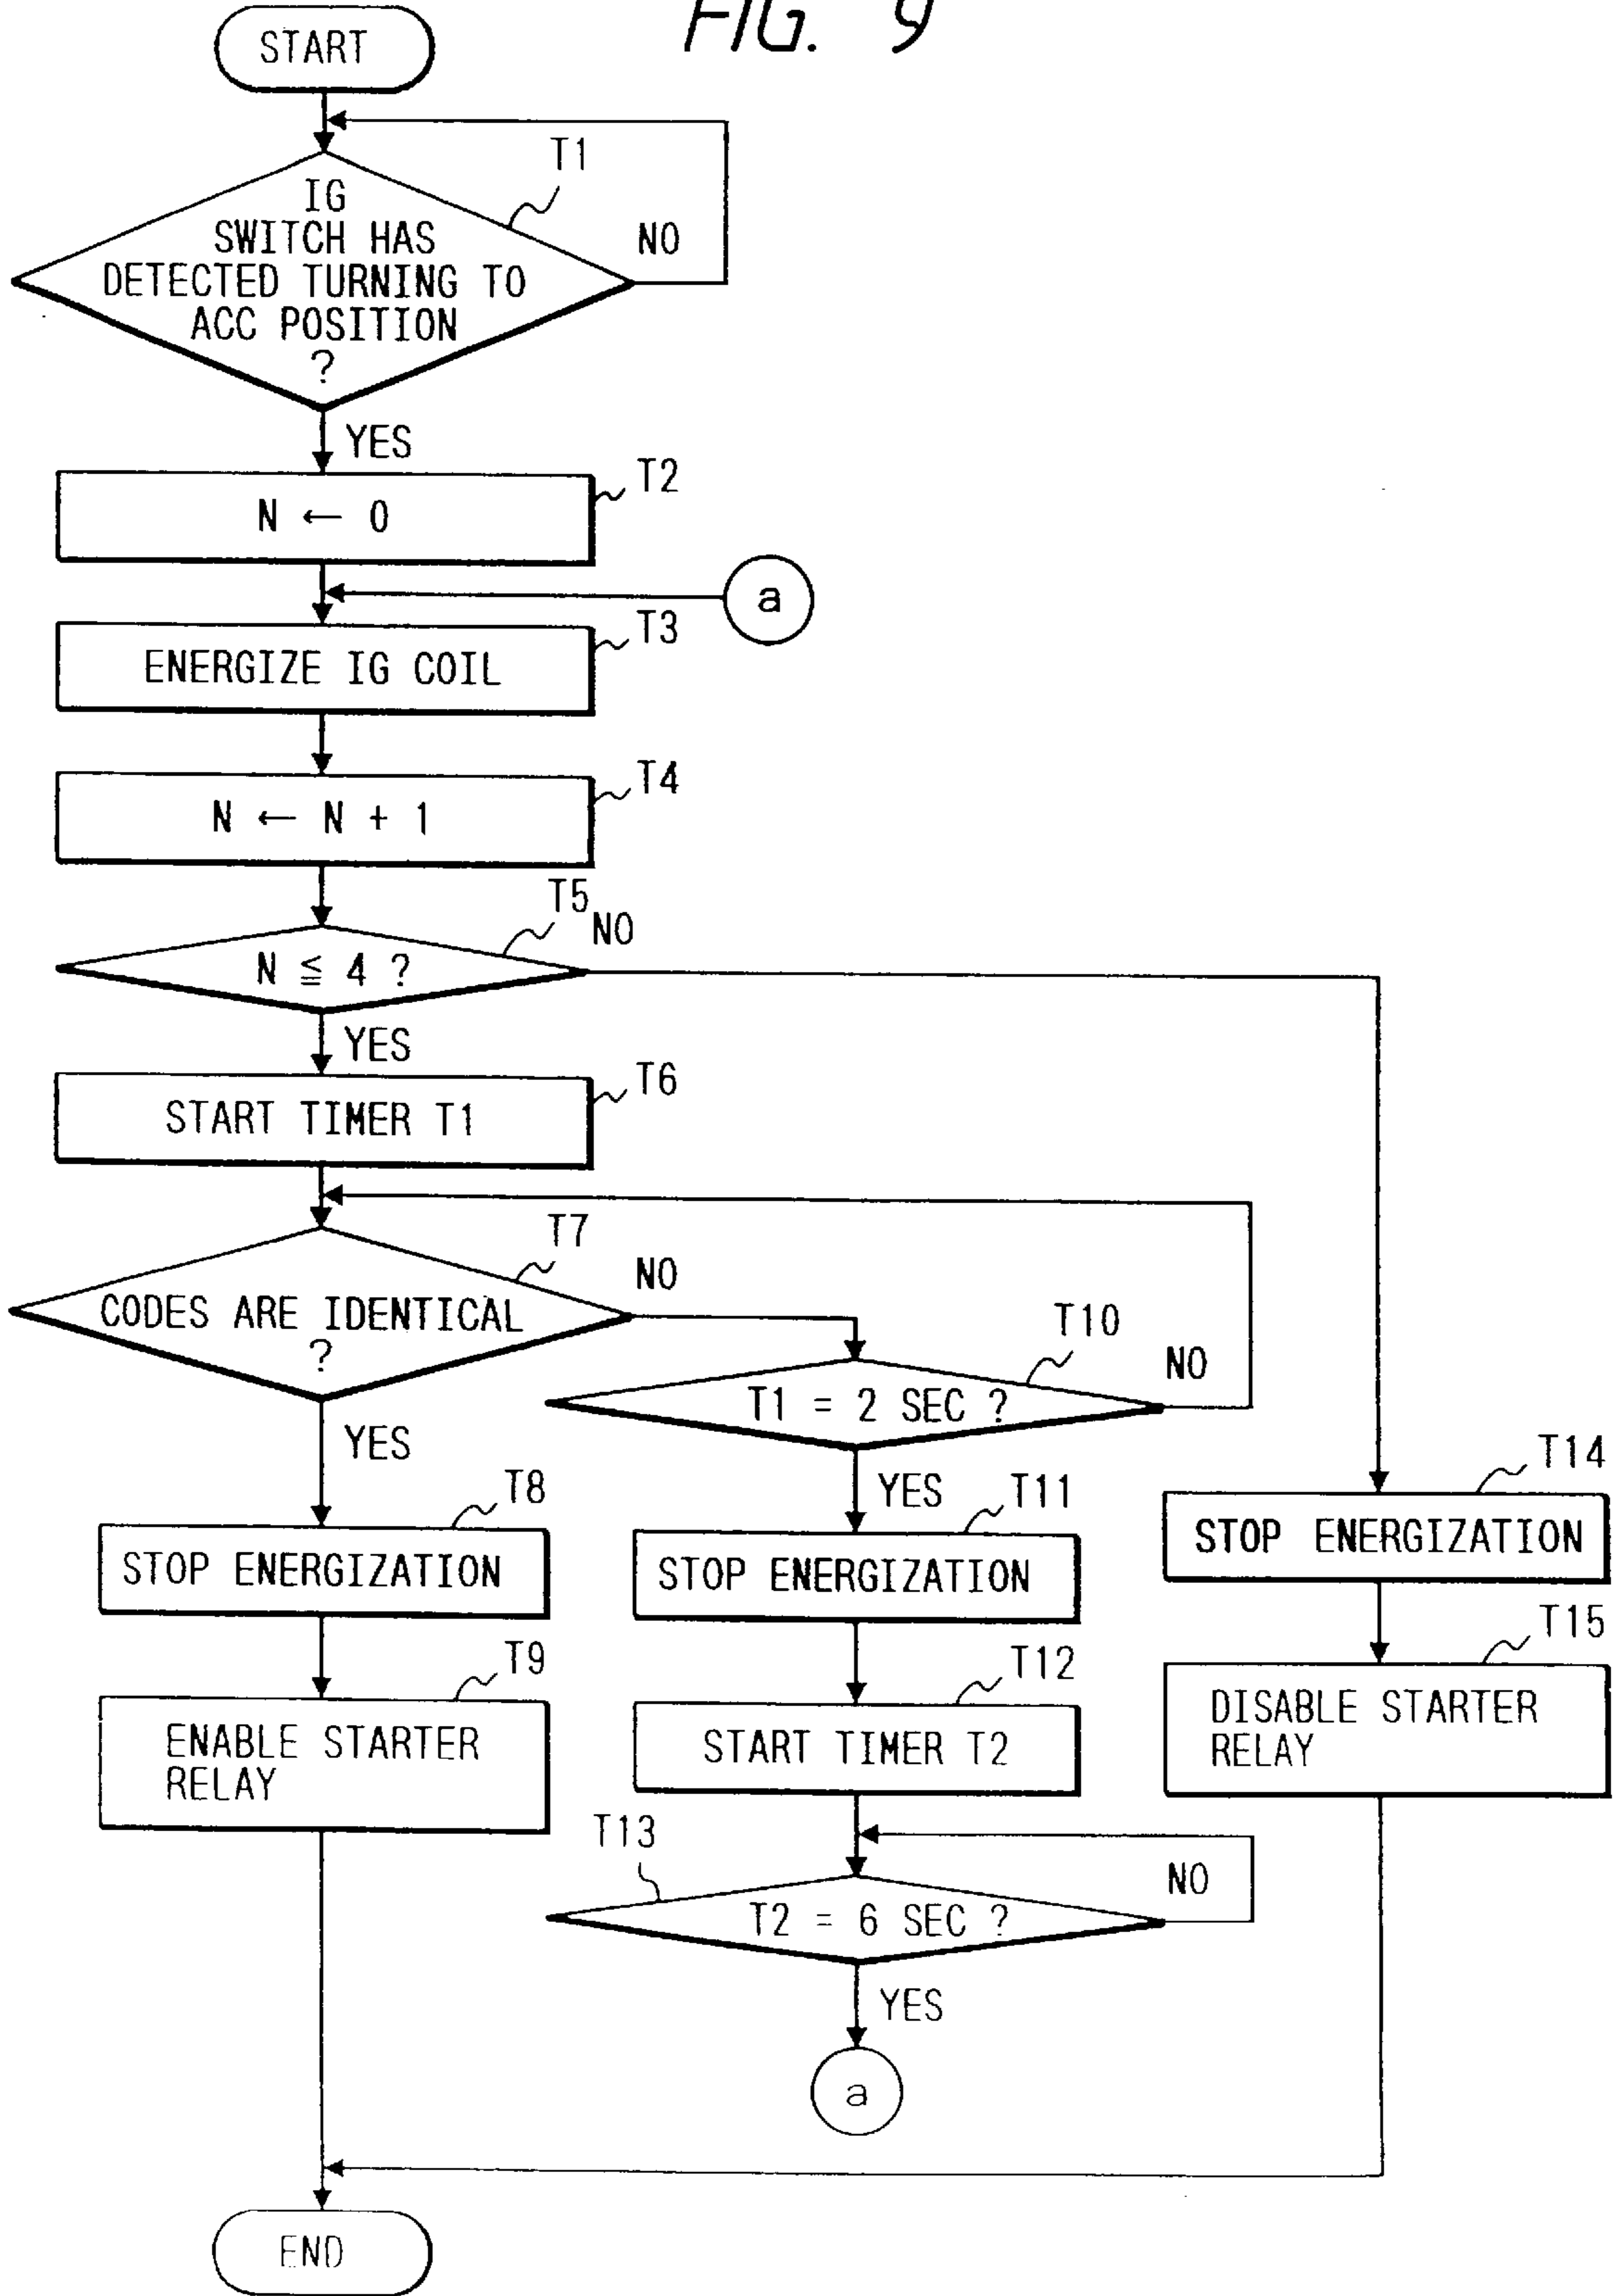 FIG. 9
START
T1
IG
SWITCH HAS
DETECTED TURNING TO
ACC POSITION
?
NO
YES
T2
N ← 0
a
T3
ENERGIZE IG COIL
T4
N ← N + 1
T5
NO
N ≦ 4 ?
YES
T6
START TIMER T1
T7
NO
CODES ARE IDENTICAL
?
T10
NO
T1 = 2 SEC ?
YES
YES
T8
T11
T14
STOP ENERGIZATION
STOP ENERGIZATION
STOP ENERGIZATION
T9
T12
T15
ENABLE STARTER
RELAY
START TIMER T2
DISABLE STARTER
RELAY
T13
NO
T2 = 6 SEC ?
YES
a
END